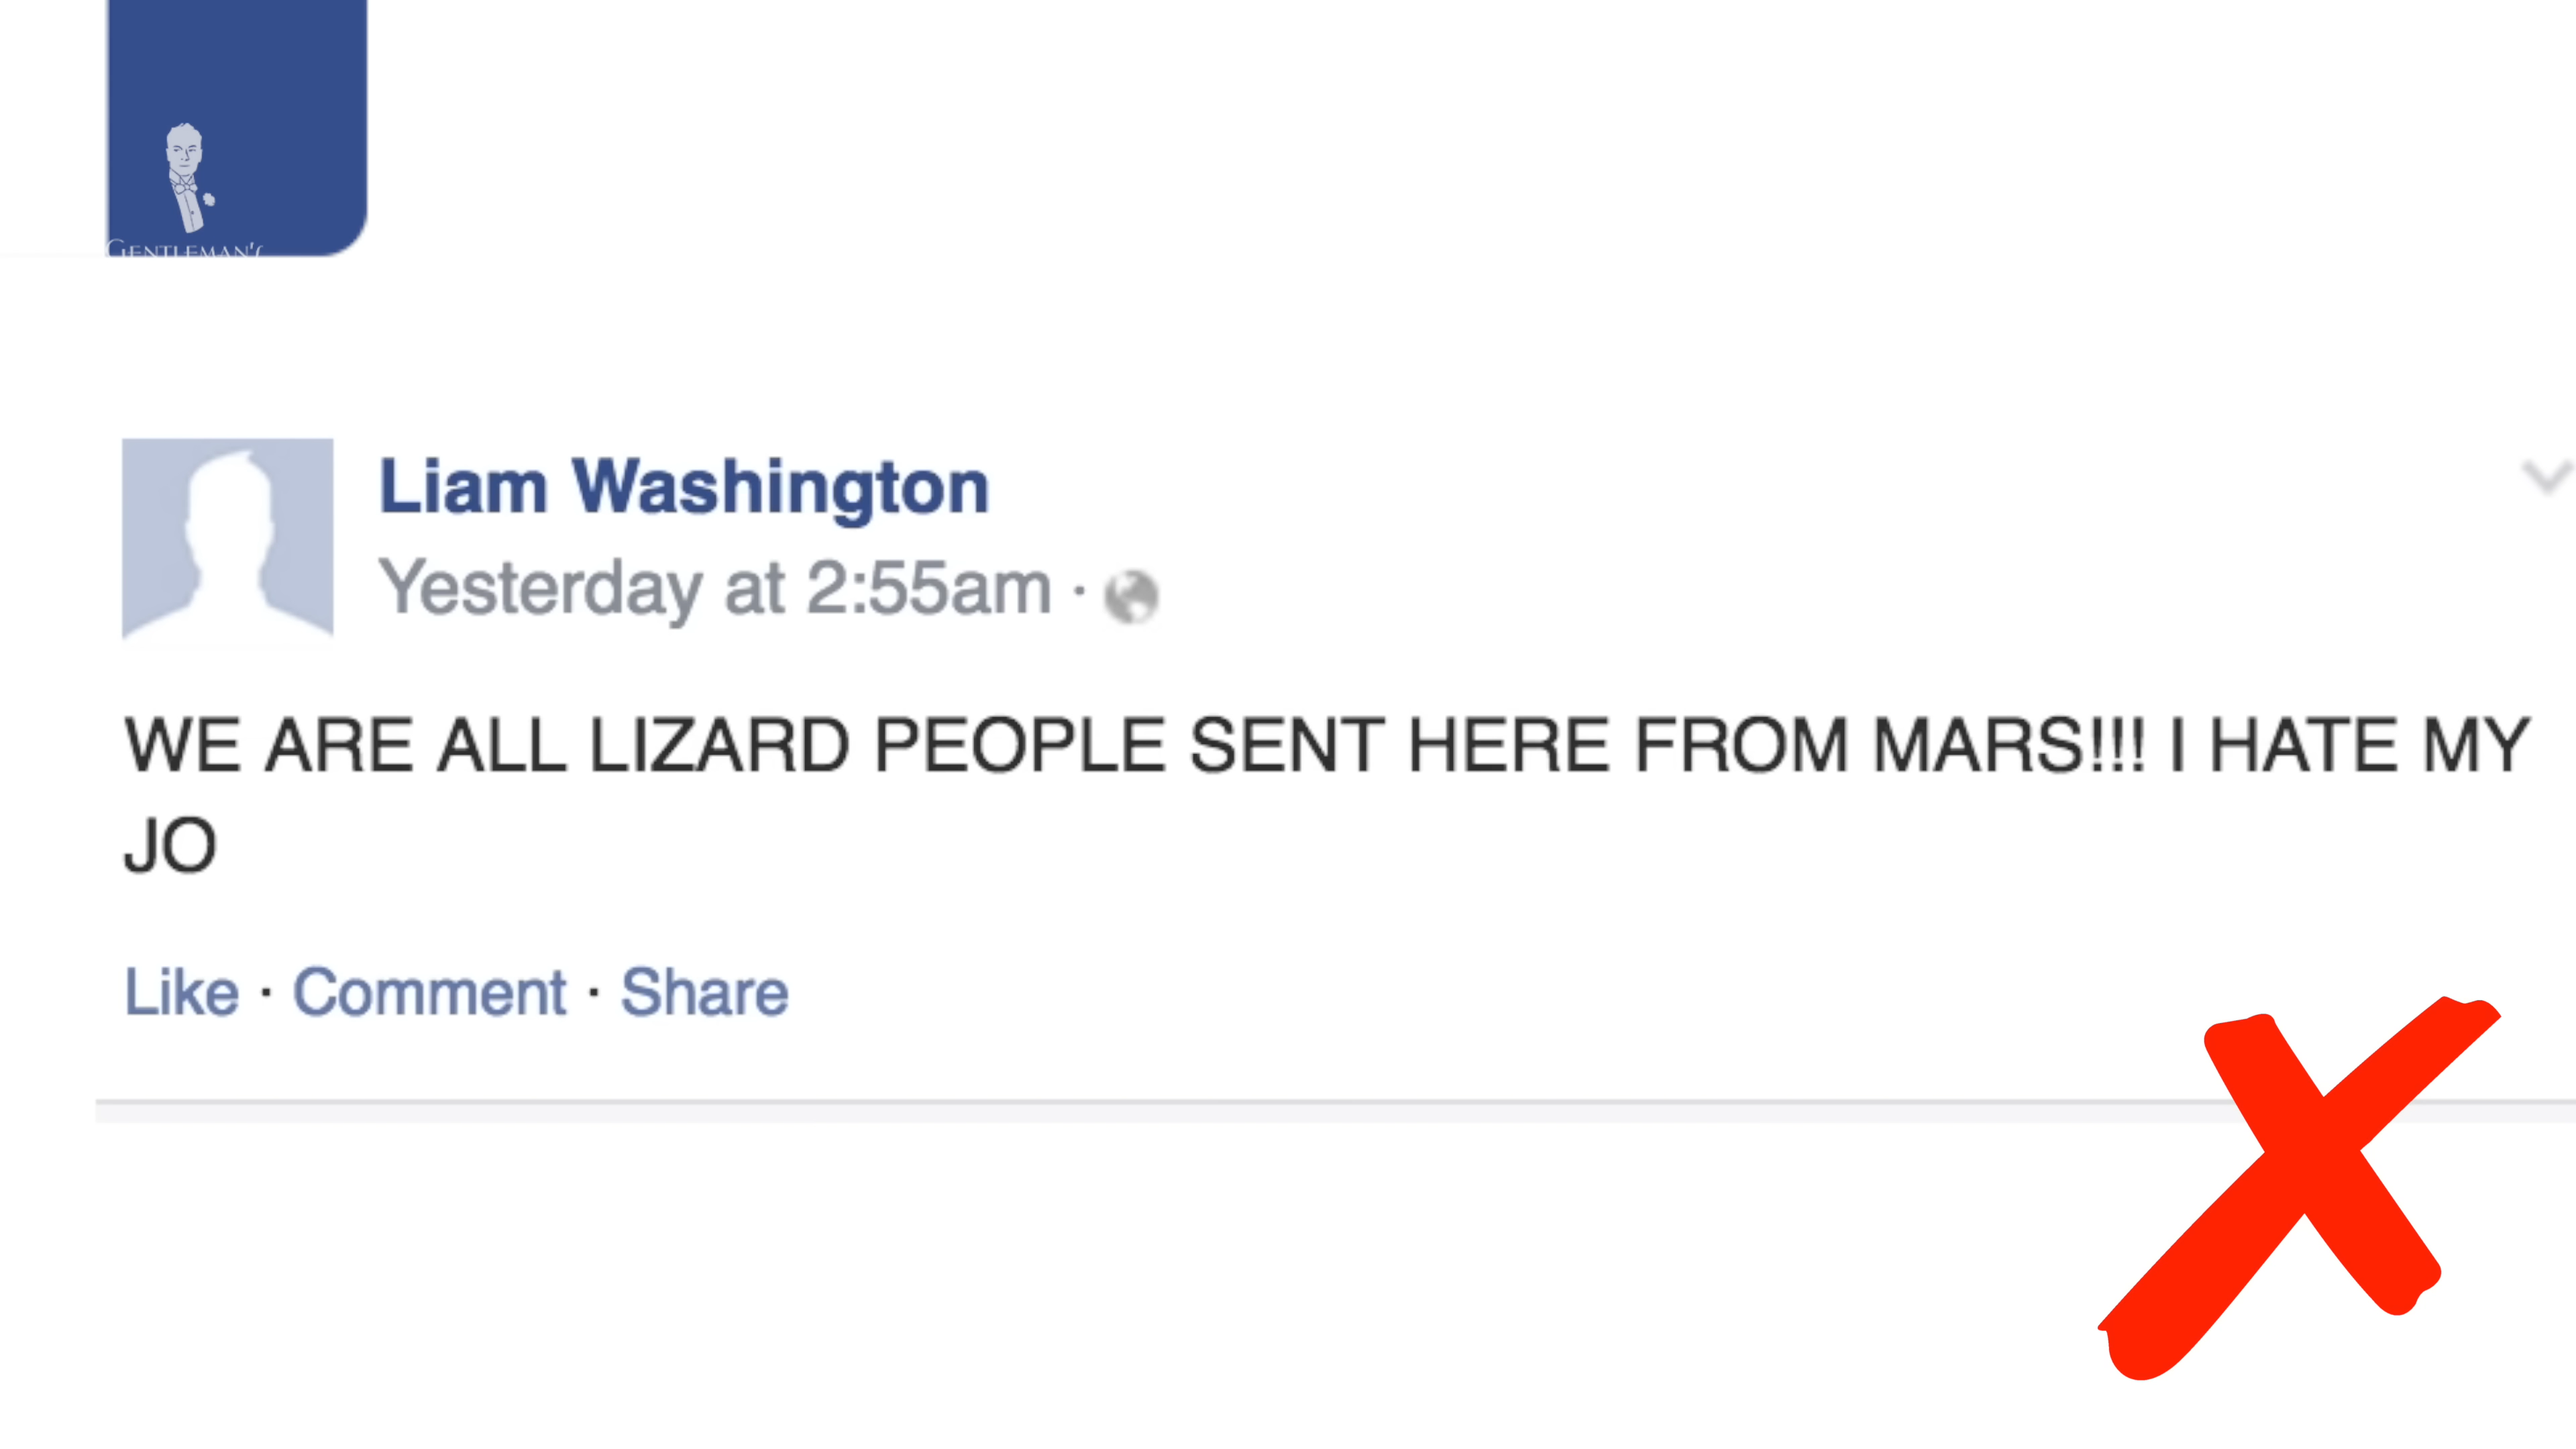 GENTLEMAN'S
Liam Washington
Yesterday at 2:55am ·
WE ARE ALL LIZARD PEOPLE SENT HERE FROM MARS!!! I HATE MY
JO
Like · Comment · Share